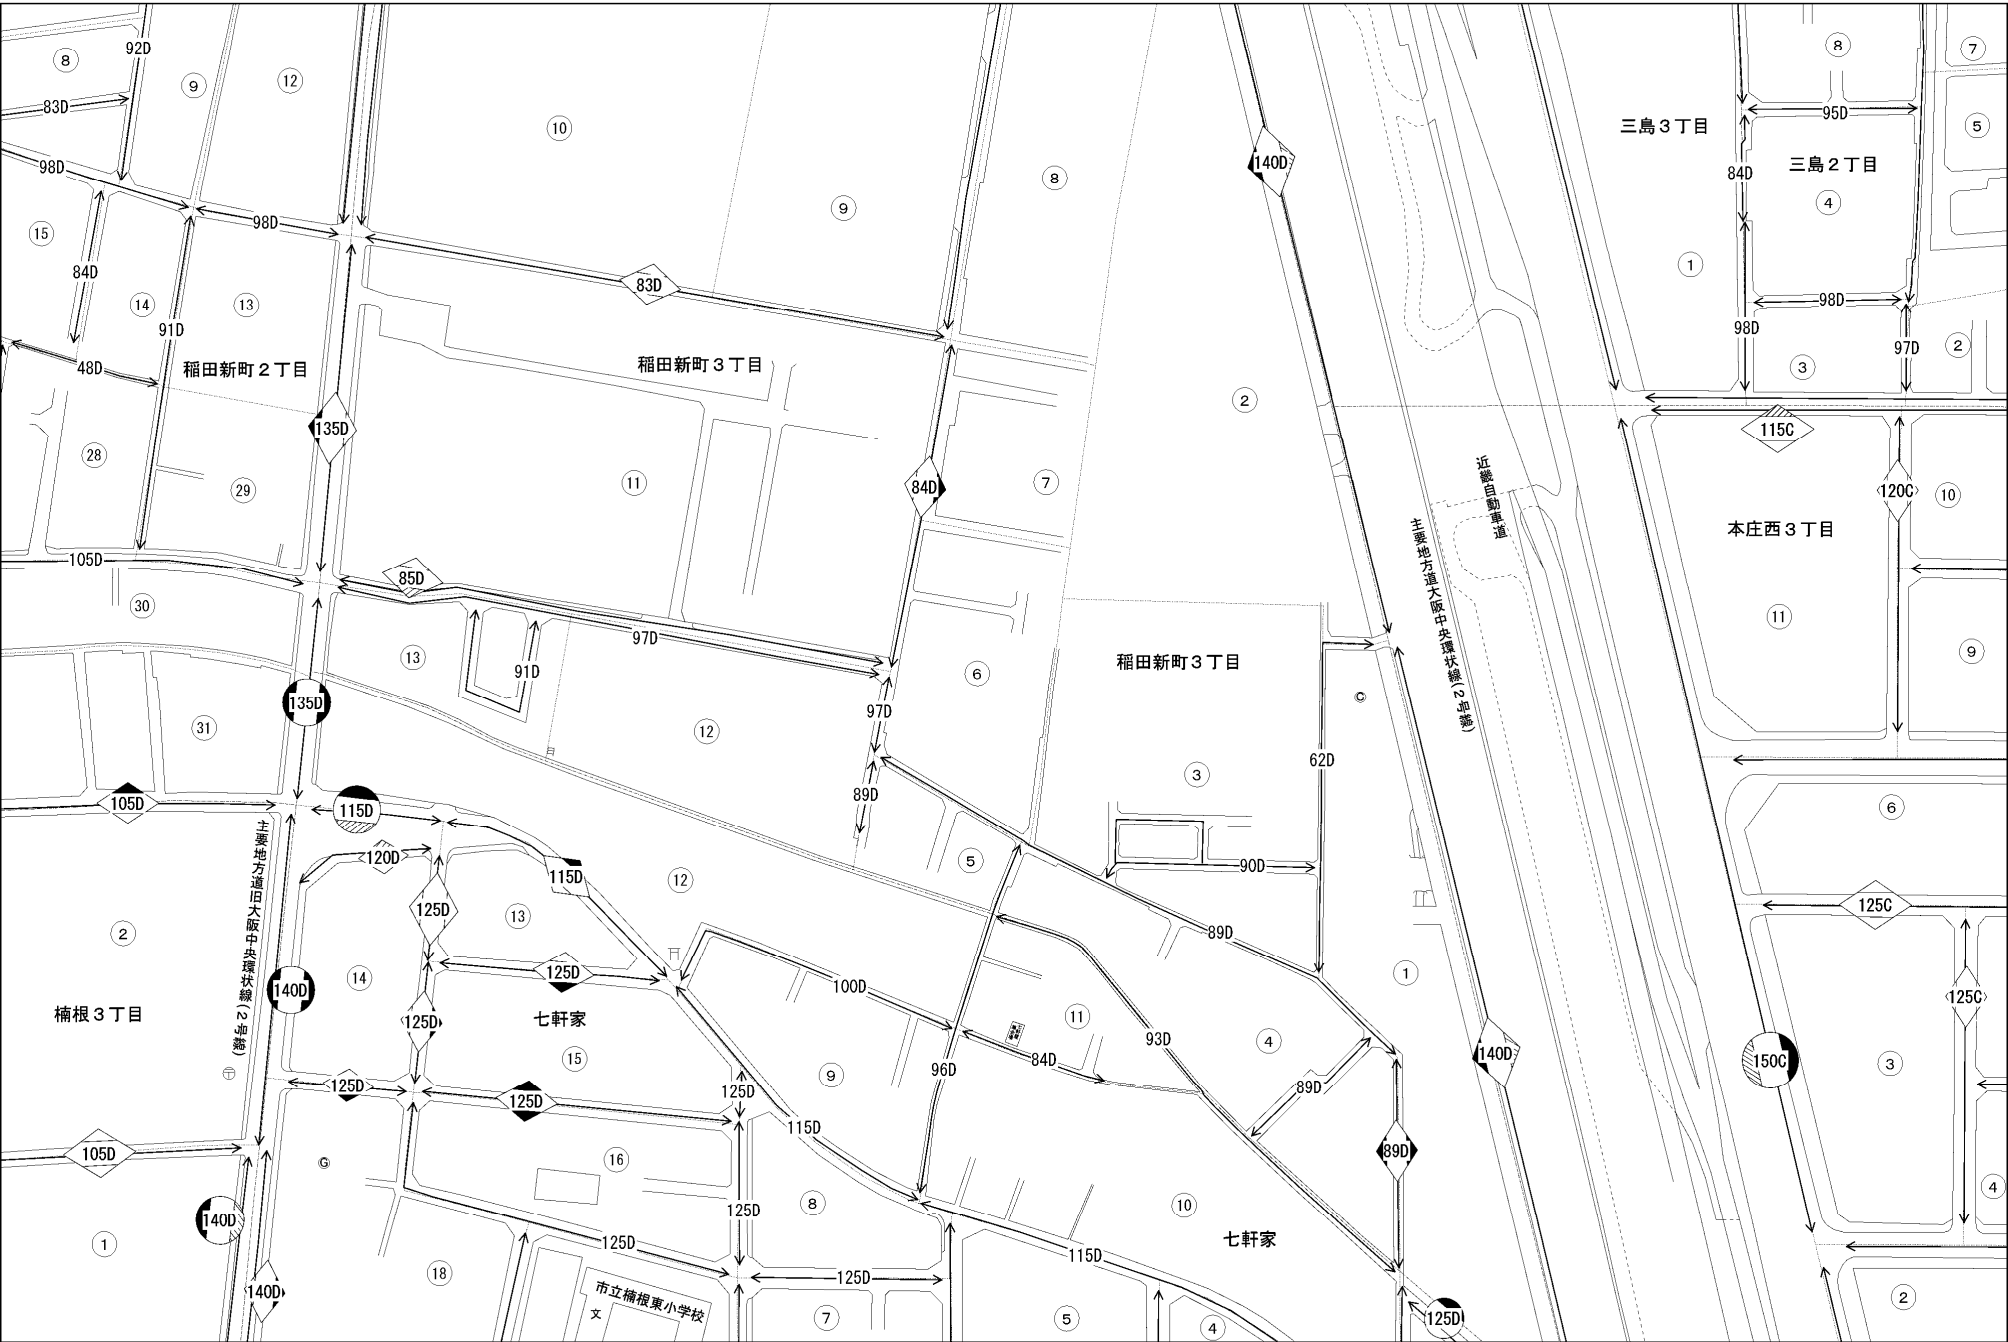 92D
8
9
12
10
83D
98D
98D
15
84D
14
13
91D
48D
稲田新町2丁目
83D
9
8
稲田新町3丁目
135D
28
29
11
84D
7
105D
85D
30
13
97D
91D
6
135D
31
97D
12
89D
105D
115D
120D
主要地方道旧大阪中央環状線(2号線)
2
楠根3丁目
140D
14
125D
13
115D
12
125D
125D
七軒家
15
100D
5
稲田新町3丁目
3
62D
90D
89D
C
1
11
93D
84D
96D
4
89D
89D
9
125D
125D
125D
115D
16
8
125D
105D
G
140D
1
140D
18
125D
市立楠根東小学校
文
125D
7
115D
10
七軒家
5
4
125D
140D
2
140D
主要地方道大阪中央環状線(2号線)
近畿自動車道
三島3丁目
8
7
95D
5
84D
三島2丁目
4
1
98D
98D
97D
2
3
115C
120C
10
本庄西3丁目
11
9
6
125C
125C
150C
3
4
2